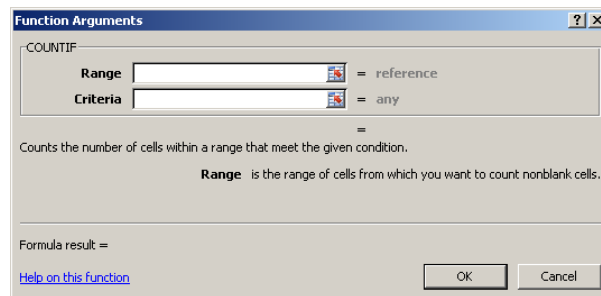 Function Arguments
COUNTIF
Range = reference
Criteria = any
=
Counts the number of cells within a range that meet the given condition.
Range is the range of cells from which you want to count nonblank cells.
Formula result =
Help on this function OK Cancel